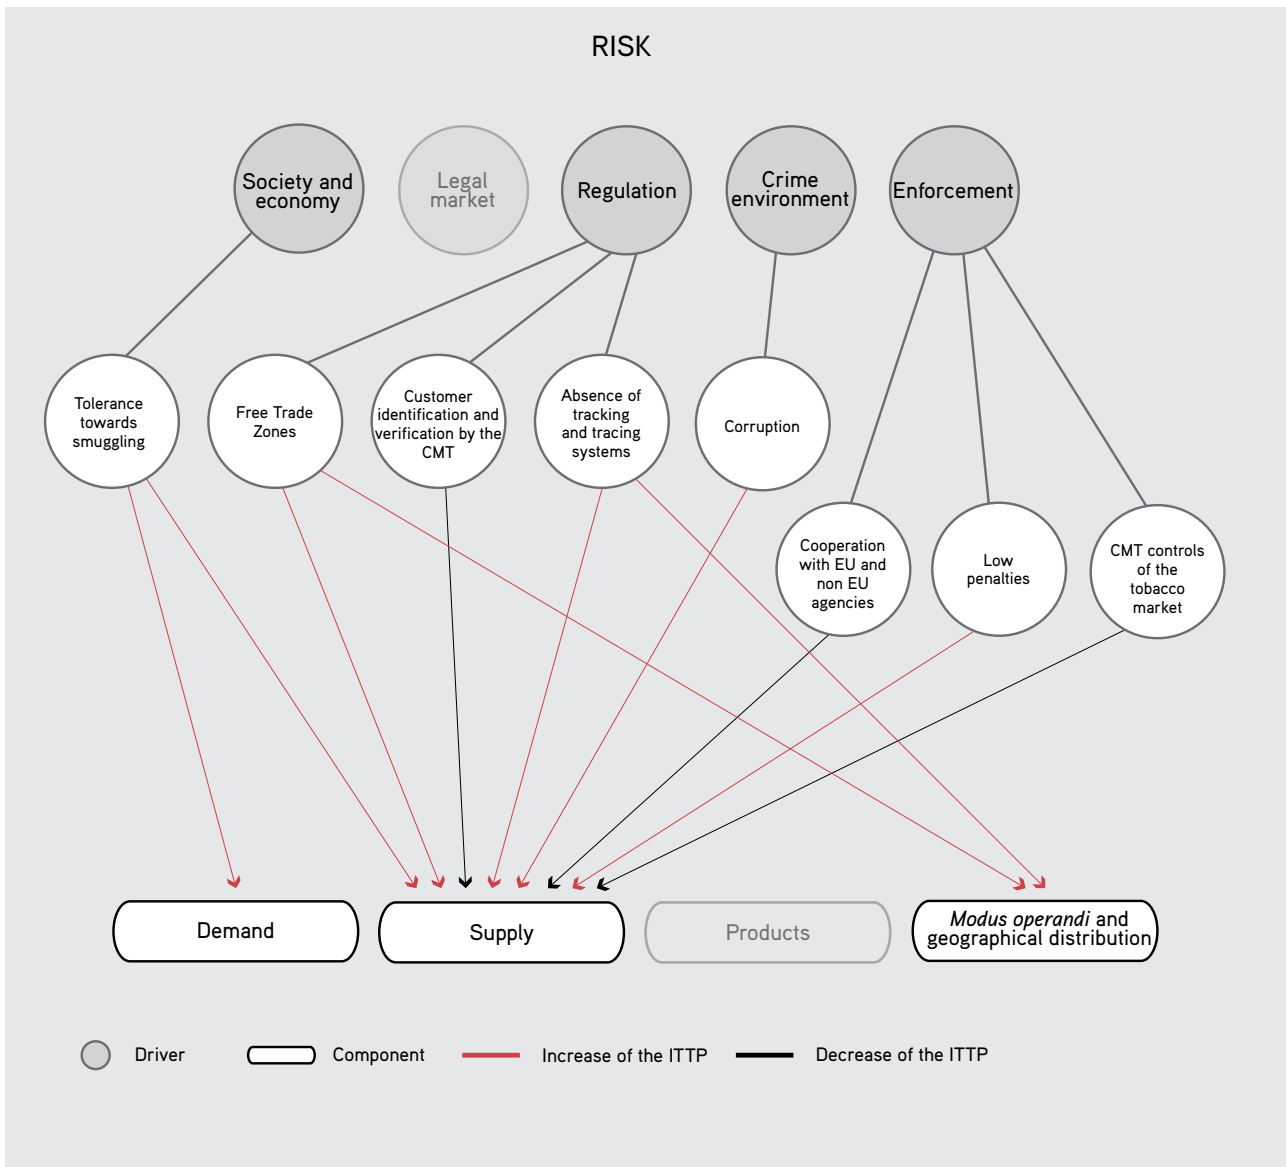 RISK
Society and
economy
Legal
market
Regulation
Crime
environment
Enforcement
Tolerance
towards
smuggling
Free Trade
Zones
Customer
identification and
verification by the
CMT
Absence of
tracking
and tracing
systems
Corruption
Cooperation
with EU and
non EU
agencies
Low
penalties
CMT controls
of the
tobacco
market
Demand
Supply
Products
Modus operandi and
geographical distribution
Driver
Component
Increase of the ITTP
Decrease of the ITTP